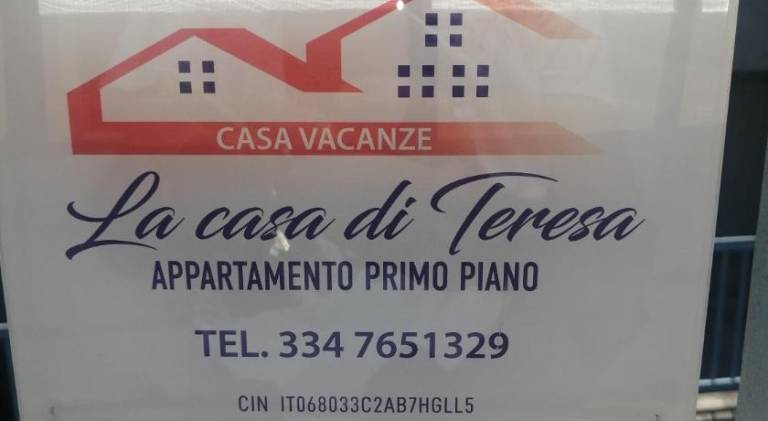 CASA VACANZE
La casa di Teresa
APPARTAMENTO PRIMO PIANO
TEL. 334 7651329
CIN IT068033C2AB7HGLL5